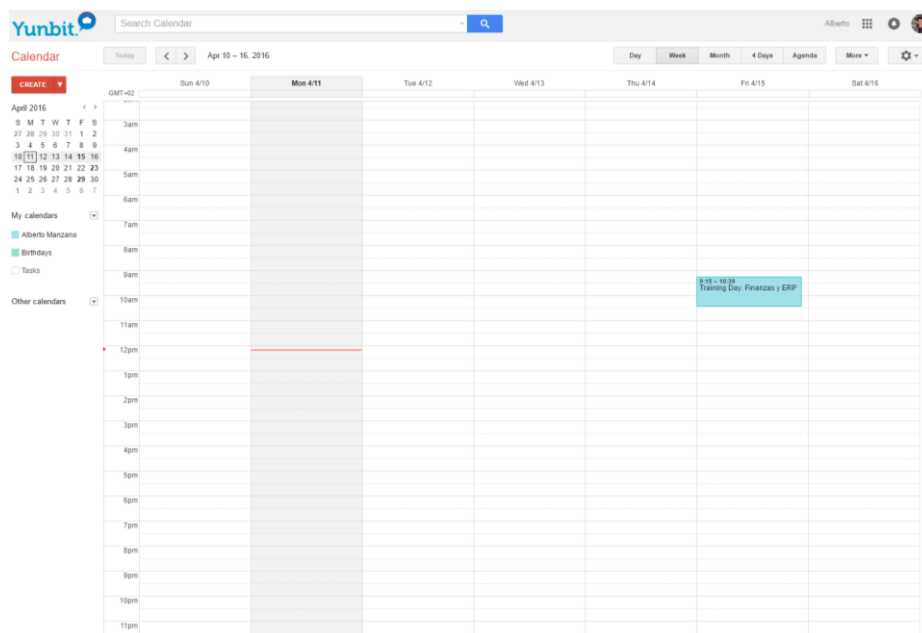 Yunbit.
Search Calendar
Alberto
Calendar
Today
Apr 10 – 16, 2016
Day Week Month 4 Days Agenda
More
CREATE
Sun 4/10 Mon 4/11 Tue 4/12 Wed 4/13 Thu 4/14 Fri 4/15 Sat 4/16
GMT+02
April 2016
S M T W T F S
27 28 29 30 31 1 2
3 4 5 6 7 8 9
10 11 12 13 14 15 16
17 18 19 20 21 22 23
24 25 26 27 28 29 30
1 2 3 4 5 6 7
My calendars
Alberto Manzano
Birthdays
Tasks
Other calendars
3am
4am
5am
6am
7am
8am
9am
9:15 – 10:30
Training Day: Finanzas y ERP
10am
11am
12pm
1pm
2pm
3pm
4pm
5pm
6pm
7pm
8pm
9pm
10pm
11pm